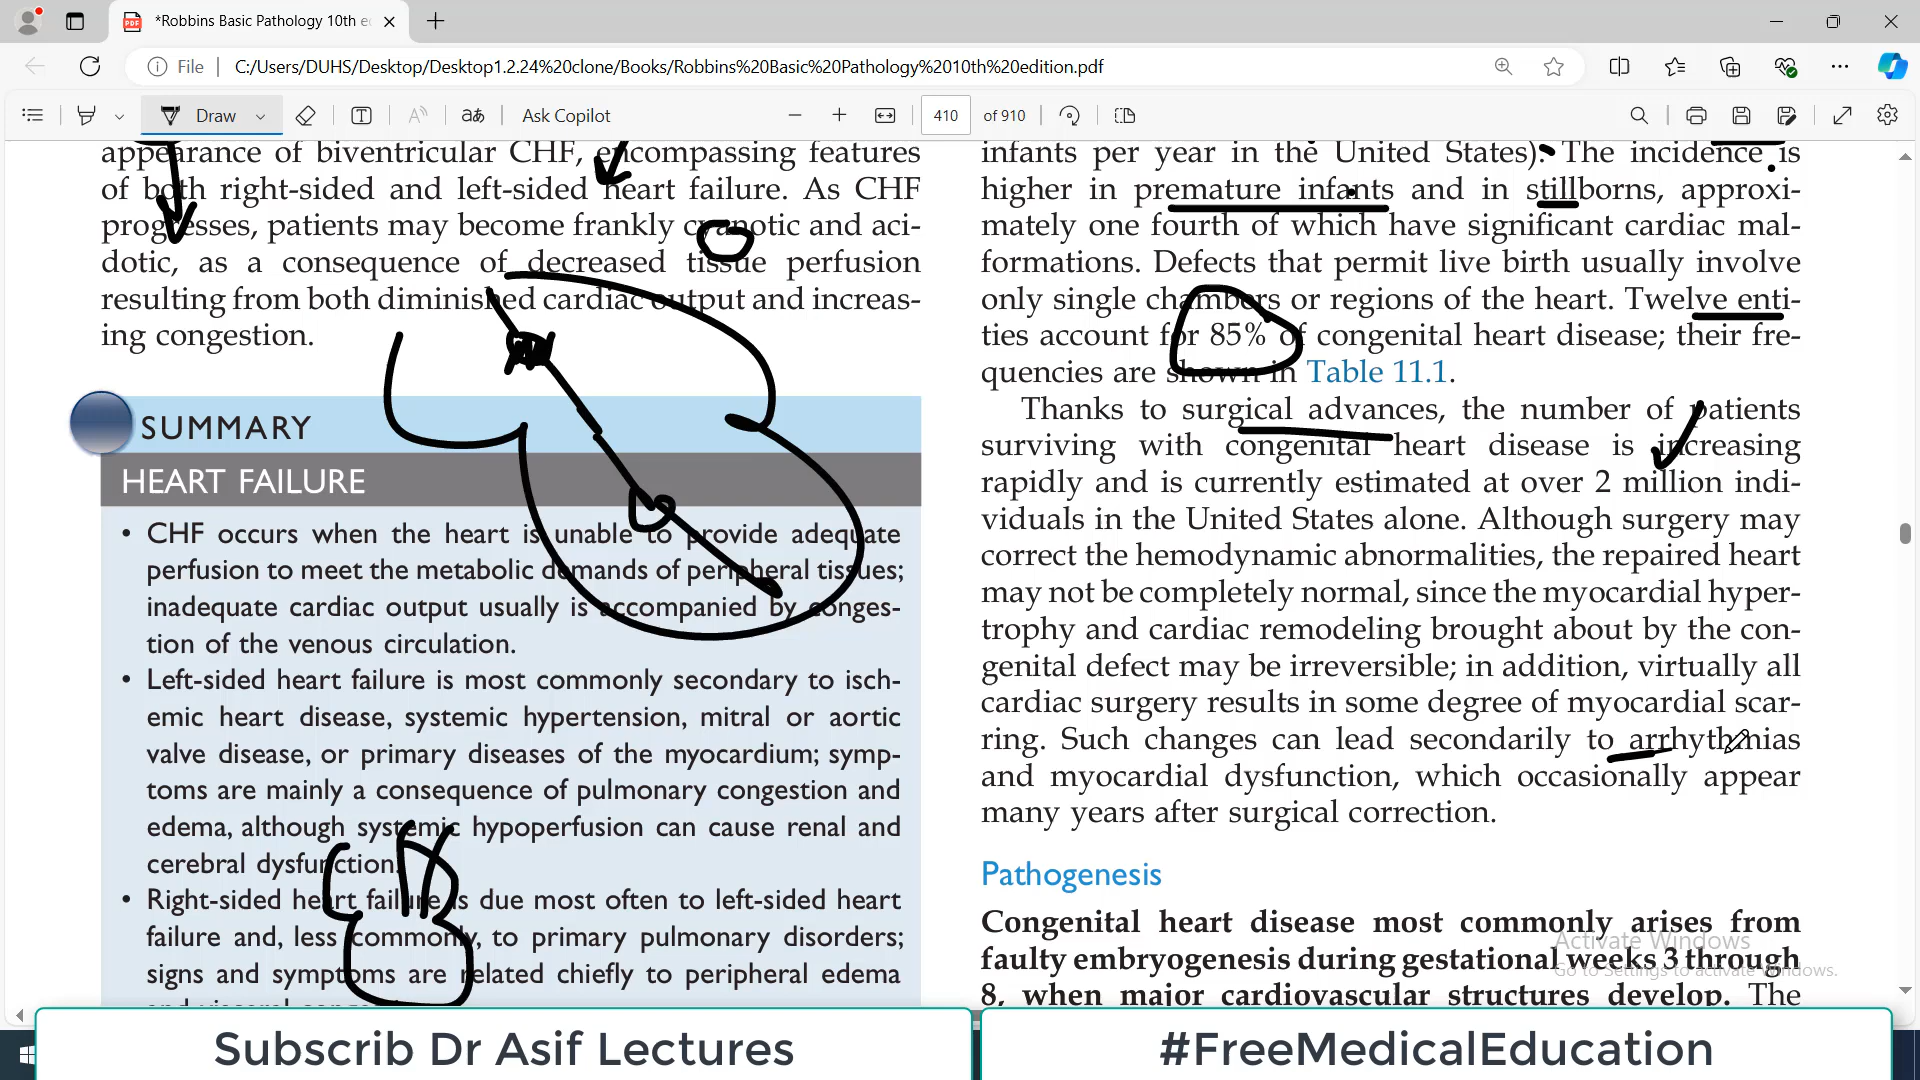 *Robbins Basic Pathology 10th e
File
C:/Users/DUHS/Desktop/Desktop1.2.24%20clone/Books/Robbins%20Basic%20Pathology%2010th%20edition.pdf
Draw
Ask Copilot
410 of 910
appearance of biventricular CHF, encompassing features
of both right-sided and left-sided heart failure. As CHF
progresses, patients may become frankly cyanotic and aci-
dotic, as a consequence of decreased tissue perfusion
resulting from both diminished cardiac output and increas-
ing congestion.
SUMMARY
HEART FAILURE
• CHF occurs when the heart is unable to provide adequate
perfusion to meet the metabolic demands of peripheral tissues;
inadequate cardiac output usually is accompanied by conges-
tion of the venous circulation.
• Left-sided heart failure is most commonly secondary to isch-
emic heart disease, systemic hypertension, mitral or aortic
valve disease, or primary diseases of the myocardium; symp-
toms are mainly a consequence of pulmonary congestion and
edema, although systemic hypoperfusion can cause renal and
cerebral dysfunction.
• Right-sided heart failure is due most often to left-sided heart
failure and, less commonly, to primary pulmonary disorders;
signs and symptoms are related chiefly to peripheral edema
infants per year in the United States). The incidence is
higher in premature infants and in stillborns, approxi-
mately one fourth of which have significant cardiac mal-
formations. Defects that permit live birth usually involve
only single chambers or regions of the heart. Twelve enti-
ties account for 85% of congenital heart disease; their fre-
quencies are shown in Table 11.1.
Thanks to surgical advances, the number of patients
surviving with congenital heart disease is increasing
rapidly and is currently estimated at over 2 million indi-
viduals in the United States alone. Although surgery may
correct the hemodynamic abnormalities, the repaired heart
may not be completely normal, since the myocardial hyper-
trophy and cardiac remodeling brought about by the con-
genital defect may be irreversible; in addition, virtually all
cardiac surgery results in some degree of myocardial scar-
ring. Such changes can lead secondarily to arrhythmias
and myocardial dysfunction, which occasionally appear
many years after surgical correction.
Pathogenesis
Congenital heart disease most commonly arises from
faulty embryogenesis during gestational weeks 3 through
8, when major cardiovascular structures develop. The
Activate Windows
Go to Settings to activate Windows.
Subscrib Dr Asif Lectures
#FreeMedicalEducation